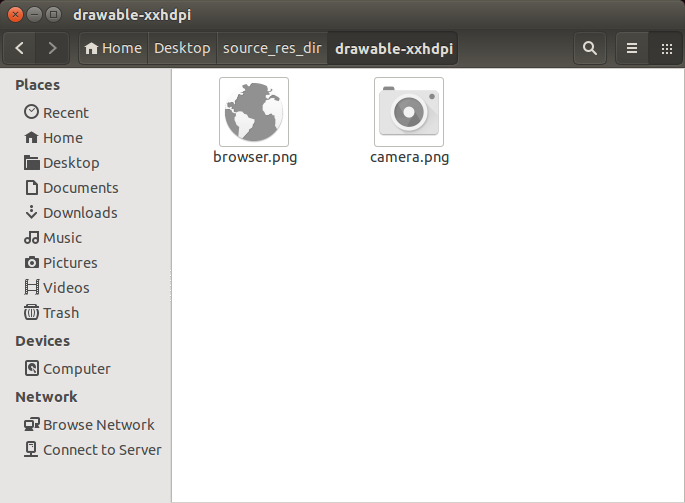 drawable-xxhdpi
Home Desktop source_res_dir drawable-xxhdpi
Places
Recent
Home
Desktop
Documents
Downloads
Music
Pictures
Videos
Trash
Devices
Computer
Network
Browse Network
Connect to Server
browser.png camera.png